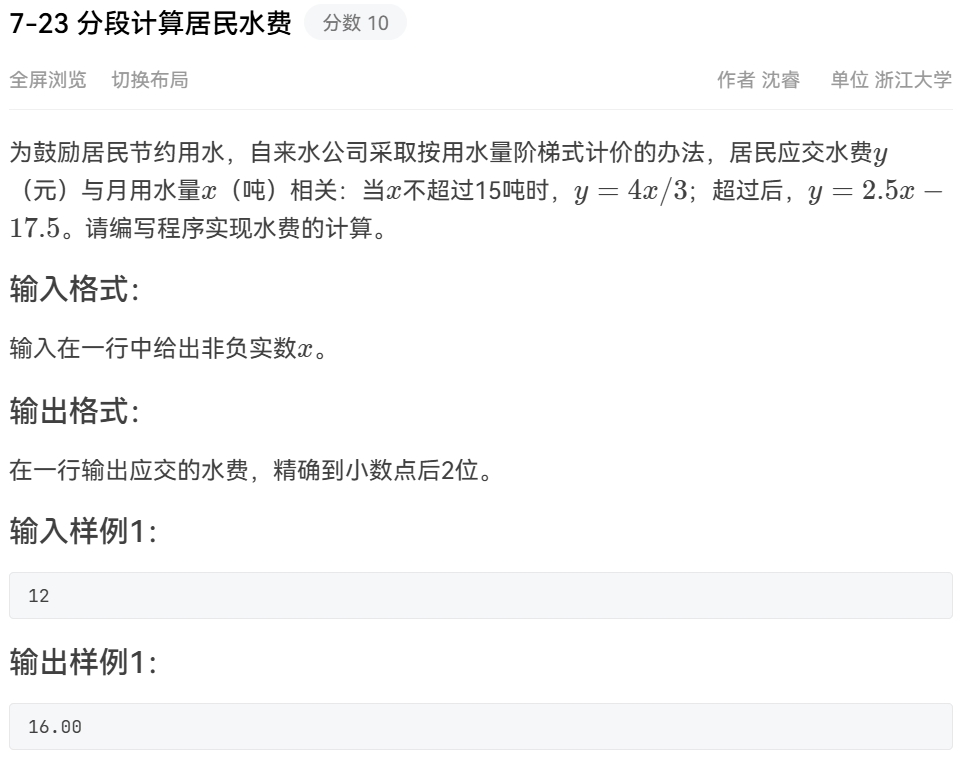 7-23 分段计算居民水费 分数 10
全屏浏览 切换布局 作者 沈睿 单位 浙江大学
为鼓励居民节约用水，自来水公司采取按用水量阶梯式计价的办法，居民应交水费y
（元）与月用水量x（吨）相关：当x不超过15吨时，y = 4x/3；超过后，y = 2.5x −
17.5。请编写程序实现水费的计算。
输入格式:
输入在一行中给出非负实数x。
输出格式:
在一行输出应交的水费，精确到小数点后2位。
输入样例1:
12
输出样例1:
16.00